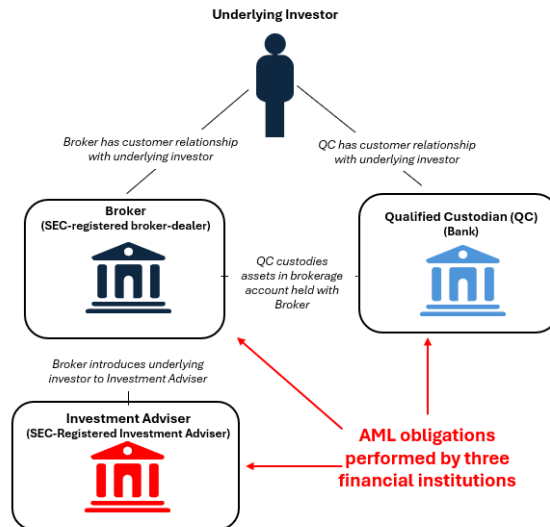 Underlying Investor
Broker has customer relationship
with underlying investor
QC has customer relationship
with underlying investor
Broker
(SEC-registered broker-dealer)
Qualified Custodian (QC)
(Bank)
QC custodies
assets in brokerage
account held with
Broker
Broker introduces underlying
investor to Investment Adviser
Investment Adviser
(SEC-Registered Investment Adviser)
AML obligations
performed by three
financial institutions